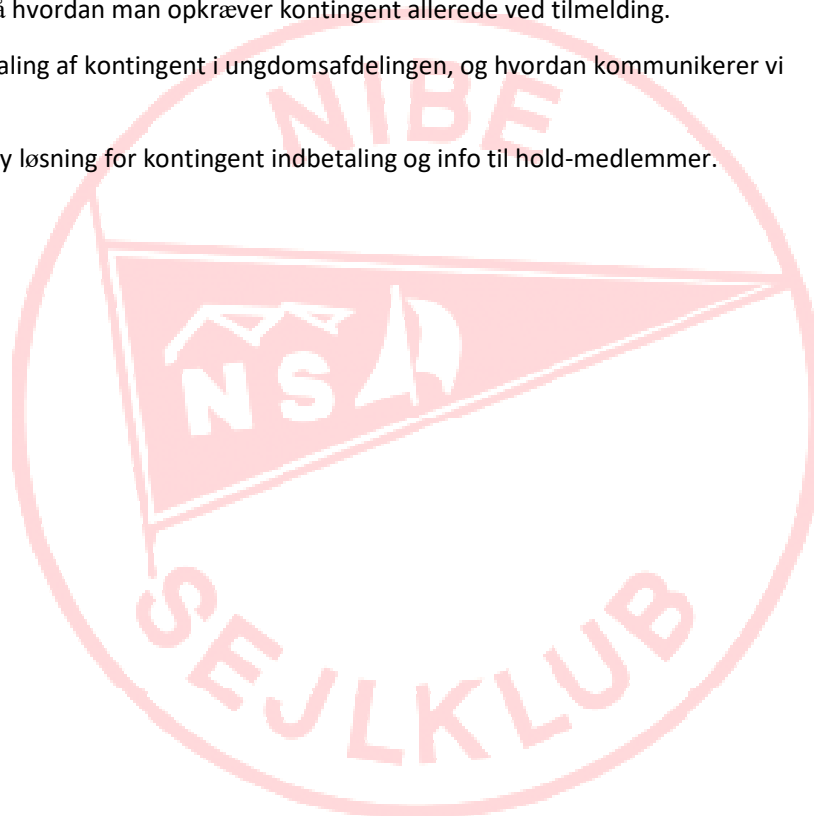 hvordan man opkræver kontingent allerede ved tilmelding.
af kontingent i ungdomsafdelingen, og hvordan kommunikerer vi
løsning for kontingent indbetaling og info til hold-medlemmer.
NIBE
NS
SEJLKLUB